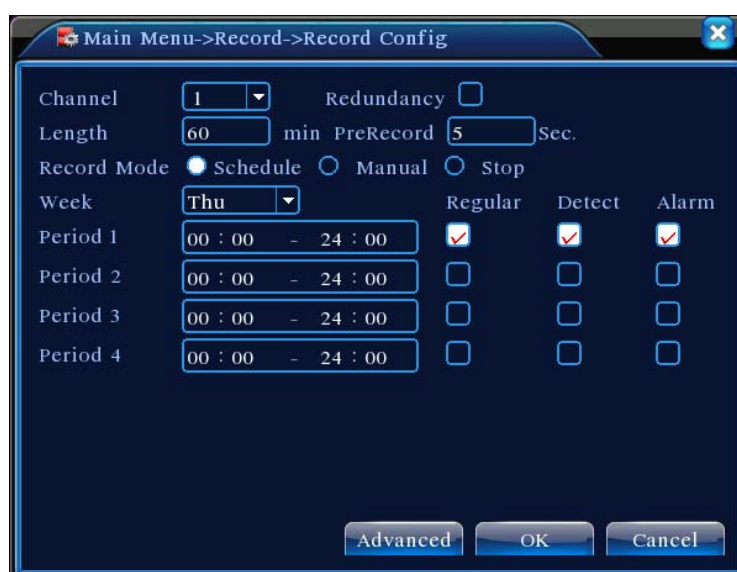 Main Menu->Record->Record Config
Channel 1 Redundancy
Length 60 min PreRecord 5 Sec.
Record Mode Schedule Manual Stop
Week Thu Regular Detect Alarm
Period 1 00 : 00 - 24 : 00
Period 2 00 : 00 - 24 : 00
Period 3 00 : 00 - 24 : 00
Period 4 00 : 00 - 24 : 00
Advanced OK Cancel